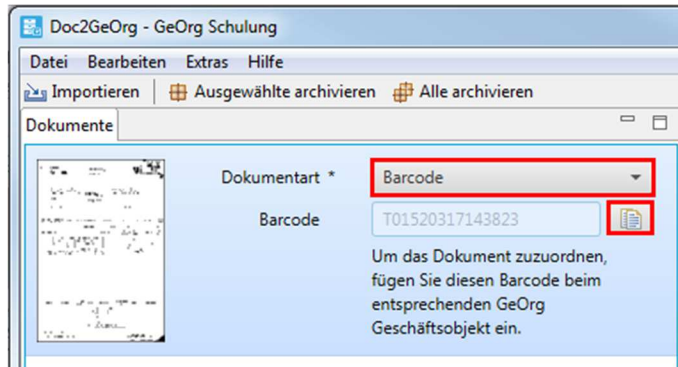 Doc2GeOrg - GeOrg Schulung
Datei Bearbeiten Extras Hilfe
Importieren Ausgewählte archivieren Alle archivieren
Dokumente
Dokumentart * Barcode
Barcode T01520317143823
Um das Dokument zuzuordnen,
fügen Sie diesen Barcode beim
entsprechenden GeOrg
Geschäftsobjekt ein.